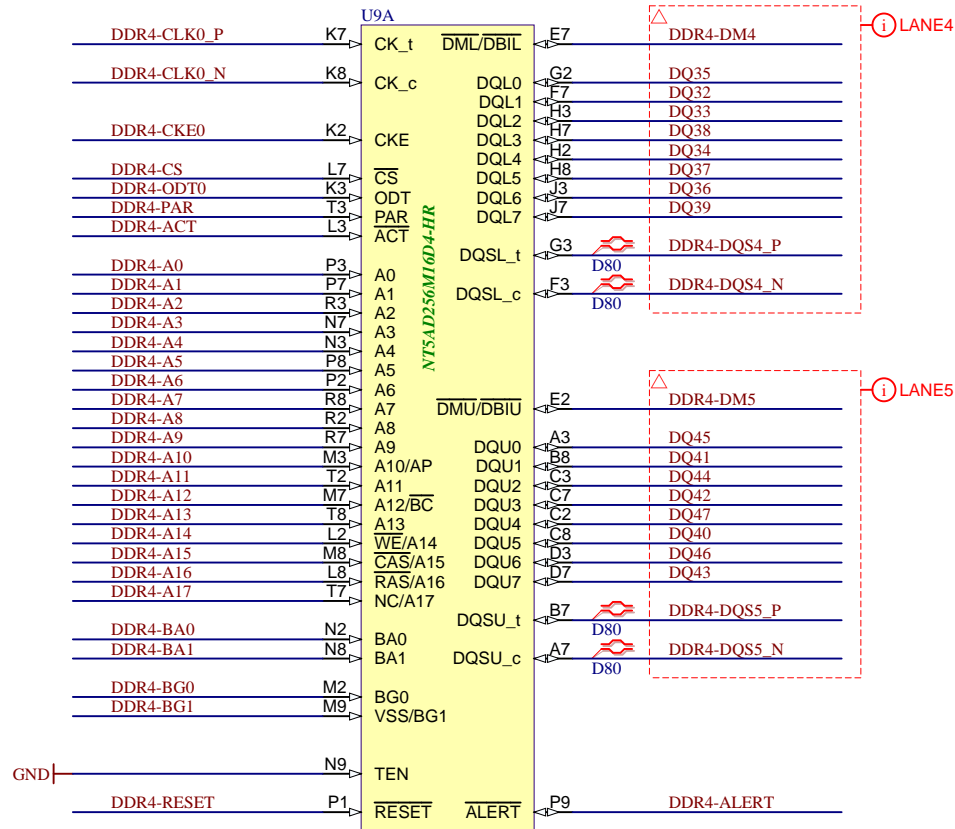 U9A
DDR4-CLK0_P K7 CK_t DML/DBIL E7 DDR4-DM4 i LANE4
DDR4-CLK0_N K8 CK_c DQL0 G2 DQ35
DQL1 F7 DQ32
DQL2 H3 DQ33
DDR4-CKE0 K2 CKE DQL3 H7 DQ38
DQL4 H2 DQ34
DDR4-CS L7 CS DQL5 H8 DQ37
DDR4-ODT0 K3 ODT DQL6 J3 DQ36
DDR4-PAR T3 PAR DQL7 J7 DQ39
DDR4-ACT L3 ACT
NT5AD256M16D4-HR
DQSL_t G3 D80 DDR4-DQS4_P
DDR4-A0 P3 A0
DDR4-A1 P7 A1 DQSL_c F3 D80 DDR4-DQS4_N
DDR4-A2 R3 A2
DDR4-A3 N7 A3
DDR4-A4 N3 A4
DDR4-A5 P8 A5
DDR4-A6 P2 A6
DDR4-A7 R8 A7 DMU/DBIU E2 DDR4-DM5 i LANE5
DDR4-A8 R2 A8
DDR4-A9 R7 A9 DQU0 A3 DQ45
DDR4-A10 M3 A10/AP DQU1 B8 DQ41
DDR4-A11 T2 A11 DQU2 C3 DQ44
DDR4-A12 M7 A12/BC DQU3 C7 DQ42
DDR4-A13 T8 A13 DQU4 C2 DQ47
DDR4-A14 L2 WE/A14 DQU5 C8 DQ40
DDR4-A15 M8 CAS/A15 DQU6 D3 DQ46
DDR4-A16 L8 RAS/A16 DQU7 D7 DQ43
DDR4-A17 T7 NC/A17
DQSU_t B7 D80 DDR4-DQS5_P
DDR4-BA0 N2 BA0
DDR4-BA1 N8 BA1 DQSU_c A7 D80 DDR4-DQS5_N
DDR4-BG0 M2 BG0
DDR4-BG1 M9 VSS/BG1
GND N9 TEN
DDR4-RESET P1 RESET ALERT P9 DDR4-ALERT